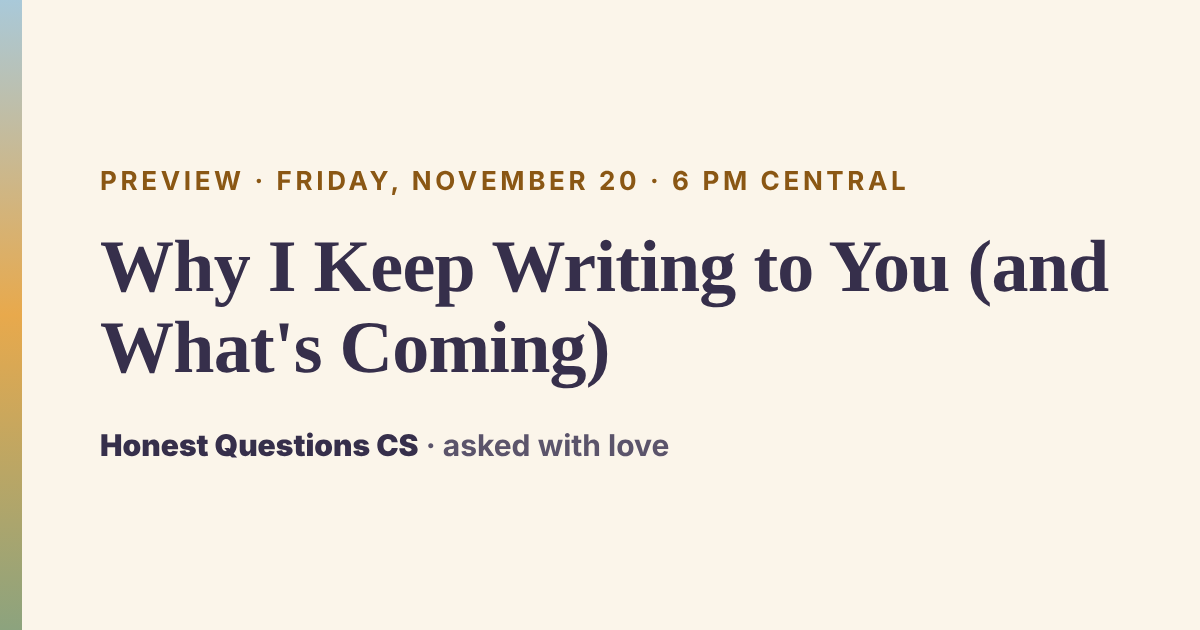 PREVIEW · FRIDAY, NOVEMBER 20 · 6 PM CENTRAL
Why I Keep Writing to You (and
What's Coming)
Honest Questions CS · asked with love